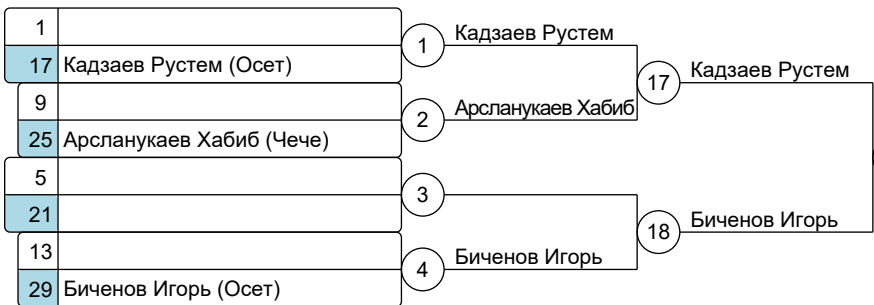 1
17 Кадзаев Рустем (Осет)
9
25 Арсланукаев Хабиб (Чече)
5
21
13
29 Биченов Игорь (Осет)
1 Кадзаев Рустем
2 Арсланукаев Хабиб
3
4 Биченов Игорь
17 Кадзаев Рустем
18 Биченов Игорь